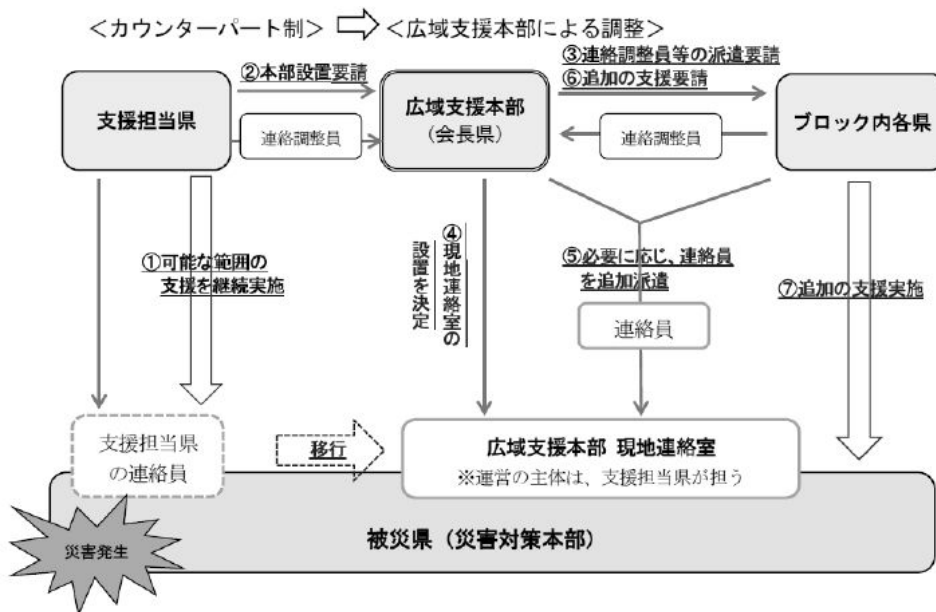 ＜カウンターパート制＞
＜広域支援本部による調整＞
②本部設置要請
③連絡調整員等の派遣要請
⑥追加の支援要請
支援担当県
広域支援本部
（会長県）
ブロック内各県
連絡調整員
連絡調整員
①可能な範囲の
支援を継続実施
④現地連絡室の
設置を決定
⑤必要に応じ、連絡員
を追加派遣
⑦追加の支援実施
連絡員
支援担当県
の連絡員
移行
広域支援本部 現地連絡室
※運営の主体は、支援担当県が担う
被災県（災害対策本部）
災害発生